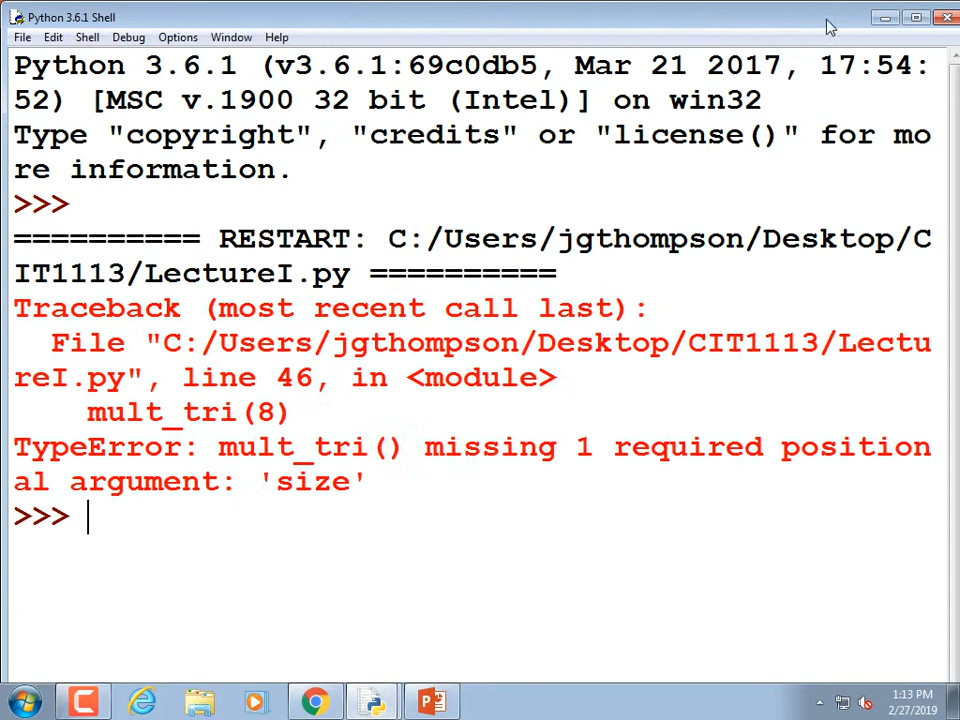 Python 3.6.1 Shell
File Edit Shell Debug Options Window Help
Python 3.6.1 (v3.6.1:69c0db5, Mar 21 2017, 17:54:
52) [MSC v.1900 32 bit (Intel)] on win32
Type "copyright", "credits" or "license()" for mo
re information.
>>>
========== RESTART: C:/Users/jgthompson/Desktop/C
IT1113/LectureI.py ==========
Traceback (most recent call last):
  File "C:/Users/jgthompson/Desktop/CIT1113/Lectu
reI.py", line 46, in <module>
    mult_tri(8)
TypeError: mult_tri() missing 1 required position
al argument: 'size'
>>>
1:13 PM
2/27/2019